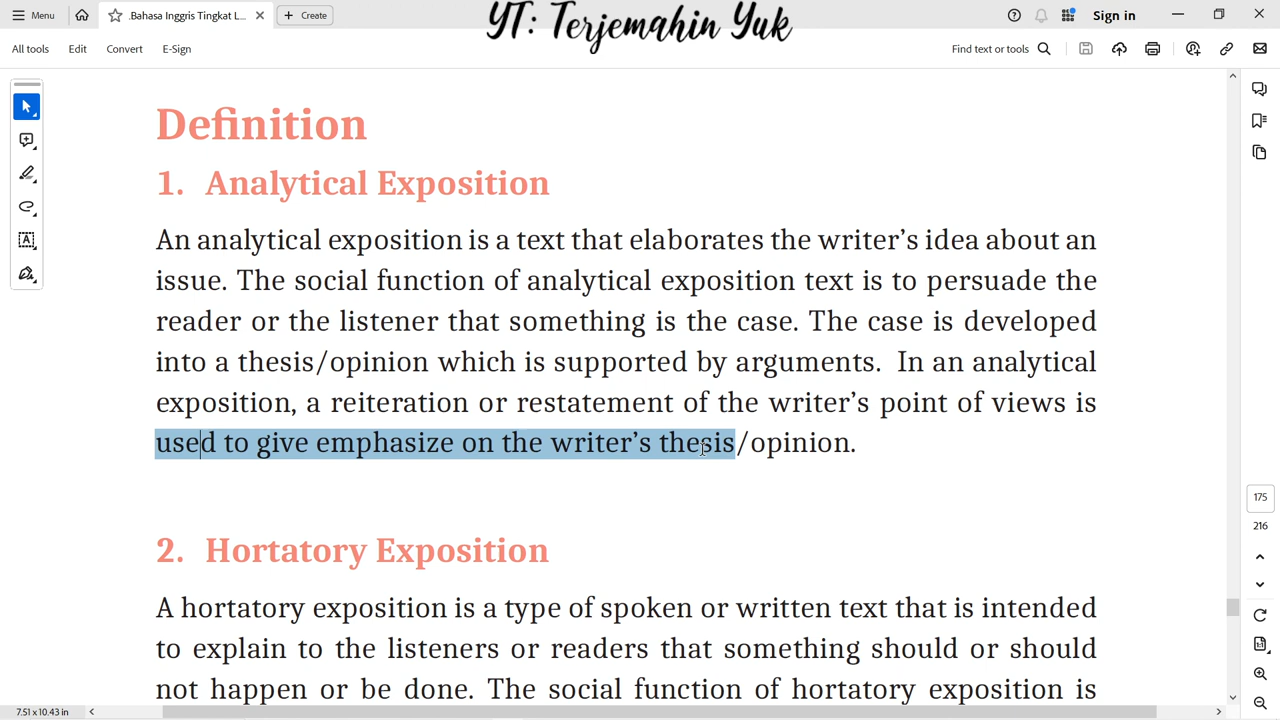 Menu
.Bahasa Inggris Tingkat L...
Create
YT: Terjemahin Yuk
Sign in
All tools
Edit
Convert
E-Sign
Find text or tools
Definition
1. Analytical Exposition
An analytical exposition is a text that elaborates the writer’s idea about an
issue. The social function of analytical exposition text is to persuade the
reader or the listener that something is the case. The case is developed
into a thesis/opinion which is supported by arguments. In an analytical
exposition, a reiteration or restatement of the writer’s point of views is
used to give emphasize on the writer’s thesis/opinion.
2. Hortatory Exposition
A hortatory exposition is a type of spoken or written text that is intended
to explain to the listeners or readers that something should or should
not happen or be done. The social function of hortatory exposition is
175
216
7.51 x 10.43 in